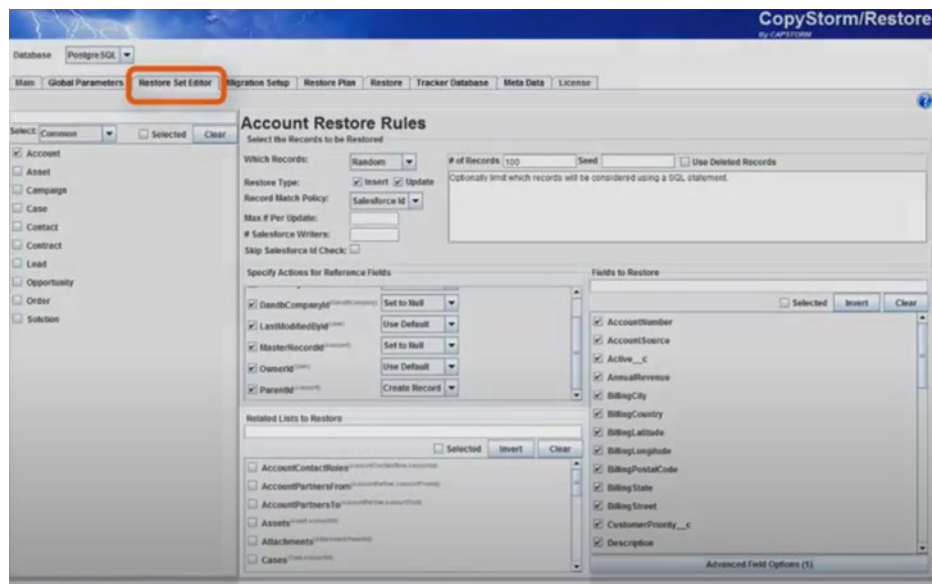 CopyStorm/Restore
By CAPSTORM
Database PostgreSQL
Main Global Parameters Restore Set Editor Migration Setup Restore Plan Restore Tracker Database Meta Data License
?
Select: Common Selected Clear
Account
Asset
Campaign
Case
Contact
Contract
Lead
Opportunity
Order
Solution
Account Restore Rules
Select the Records to be Restored
Which Records: Random # of Records 100 Seed Use Deleted Records
Restore Type: Insert Update
Optionally limit which records will be considered using a SQL statement.
Record Match Policy: Salesforce Id
Max # Per Update:
# Salesforce Writers:
Skip Salesforce Id Check:
Specify Actions for Reference Fields
DandbCompanyId Set to Null
LastModifiedById (User) Use Default
MasterRecordId (Account) Set to Null
OwnerId (User) Use Default
ParentId (Account) Create Record
Related Lists to Restore
Selected Invert Clear
AccountContactRoles
AccountPartnersFrom
AccountPartnersTo
Assets
Attachments
Cases
Fields to Restore
Selected Invert Clear
AccountNumber
AccountSource
Active__c
AnnualRevenue
BillingCity
BillingCountry
BillingLatitude
BillingLongitude
BillingPostalCode
BillingState
BillingStreet
CustomerPriority__c
Description
Advanced Field Options (1)